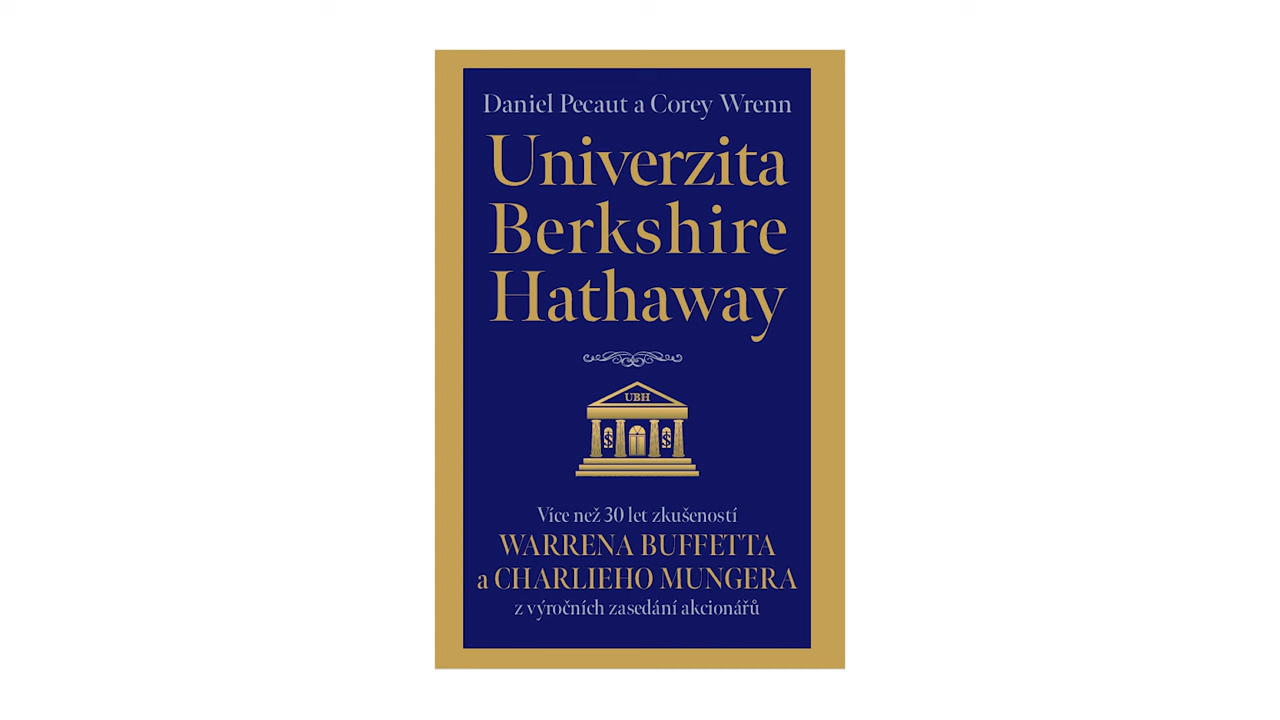 Daniel Pecaut a Corey Wrenn
Univerzita
Berkshire
Hathaway
UBH
$ $
Více než 30 let zkušeností
WARRENA BUFFETTA
a CHARLIEHO MUNGERA
z výročních zasedání akcionářů